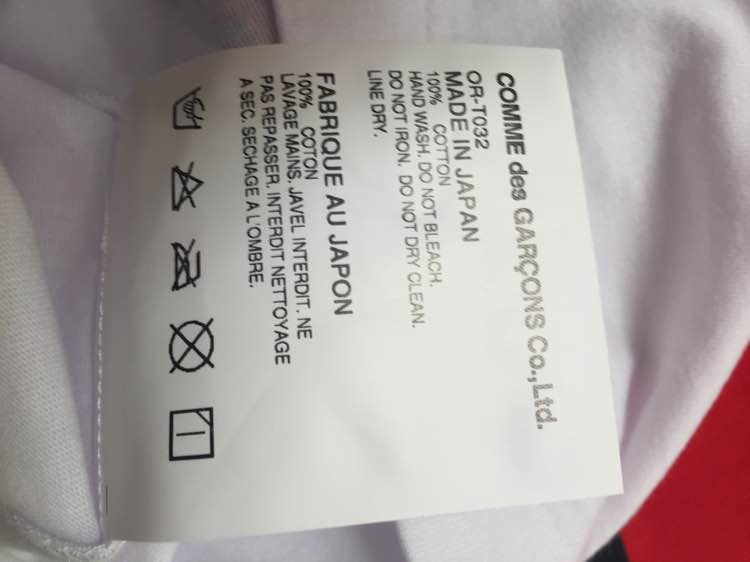 COMME des GARÇONS Co.,Ltd.
OR-T032
MADE IN JAPAN
100% COTTON
HAND WASH. DO NOT BLEACH.
DO NOT IRON. DO NOT DRY CLEAN.
LINE DRY.
FABRIQUE AU JAPON
100% COTON
LAVAGE MAINS. JAVEL INTERDIT. NE
PAS REPASSER. INTERDIT NETTOYAGE
A SEC. SECHAGE A L'OMBRE.